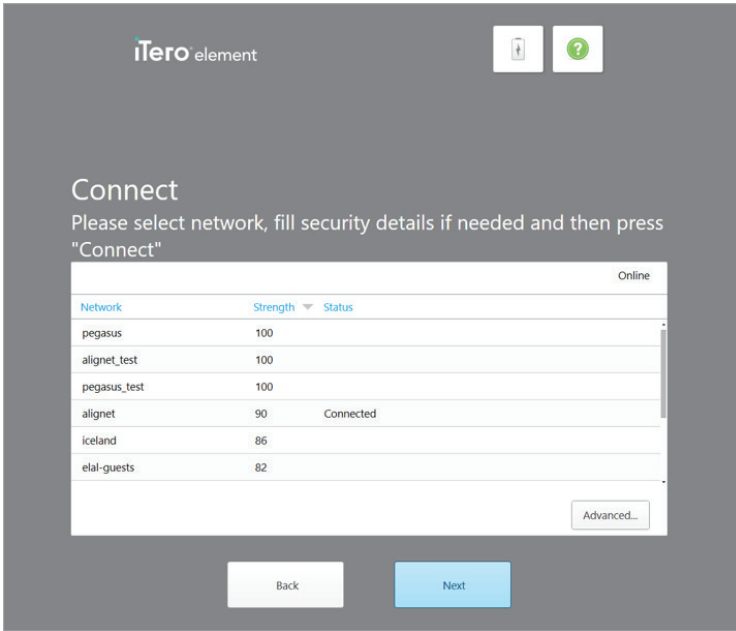 iTero element
?
Connect
Please select network, fill security details if needed and then press
"Connect"
Online
Network Strength Status
pegasus 100
alignet_test 100
pegasus_test 100
alignet 90 Connected
iceland 86
elal-guests 82
Advanced...
Back Next